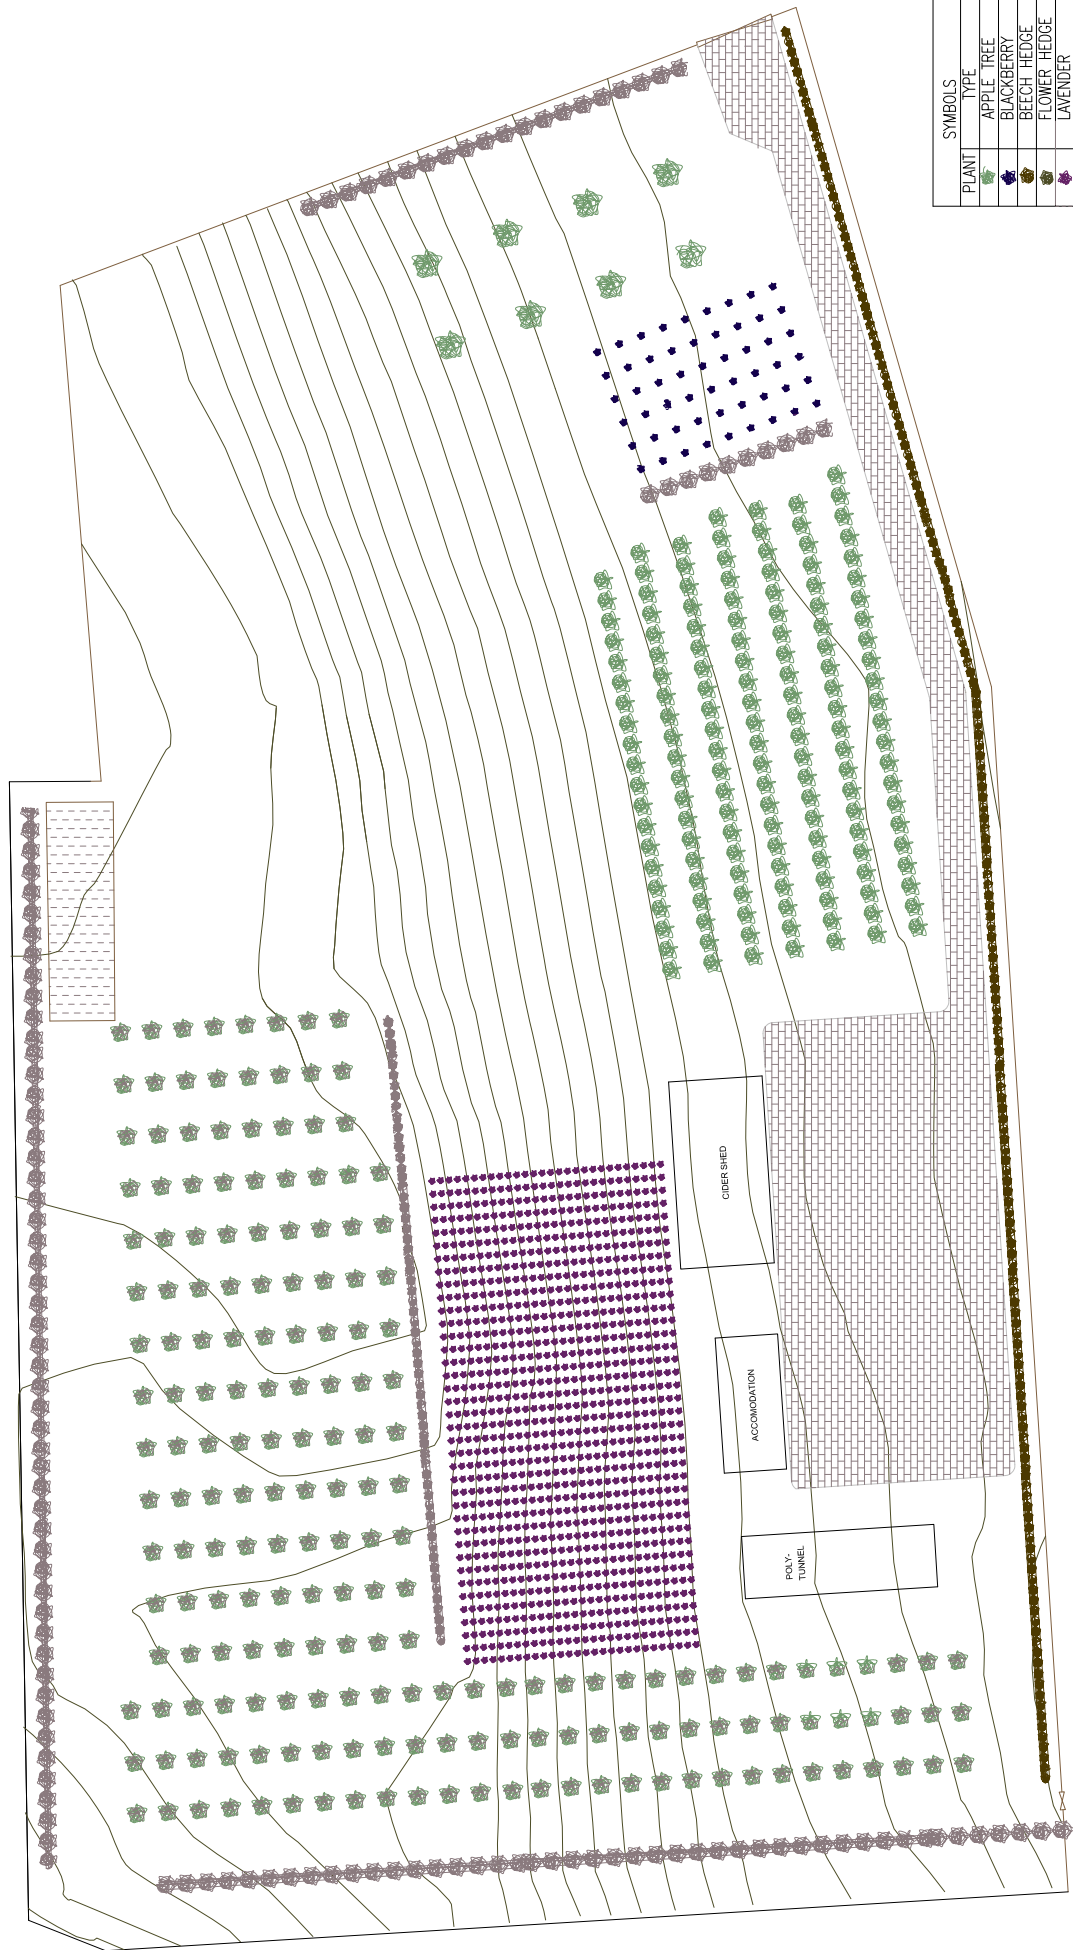 SYMBOLS
PLANT TYPE
APPLE TREE
BLACKBERRY
BEECH HEDGE
FLOWER HEDGE
LAVENDER
CIDER SHED
ACCOMODATION
POLY-
TUNNEL